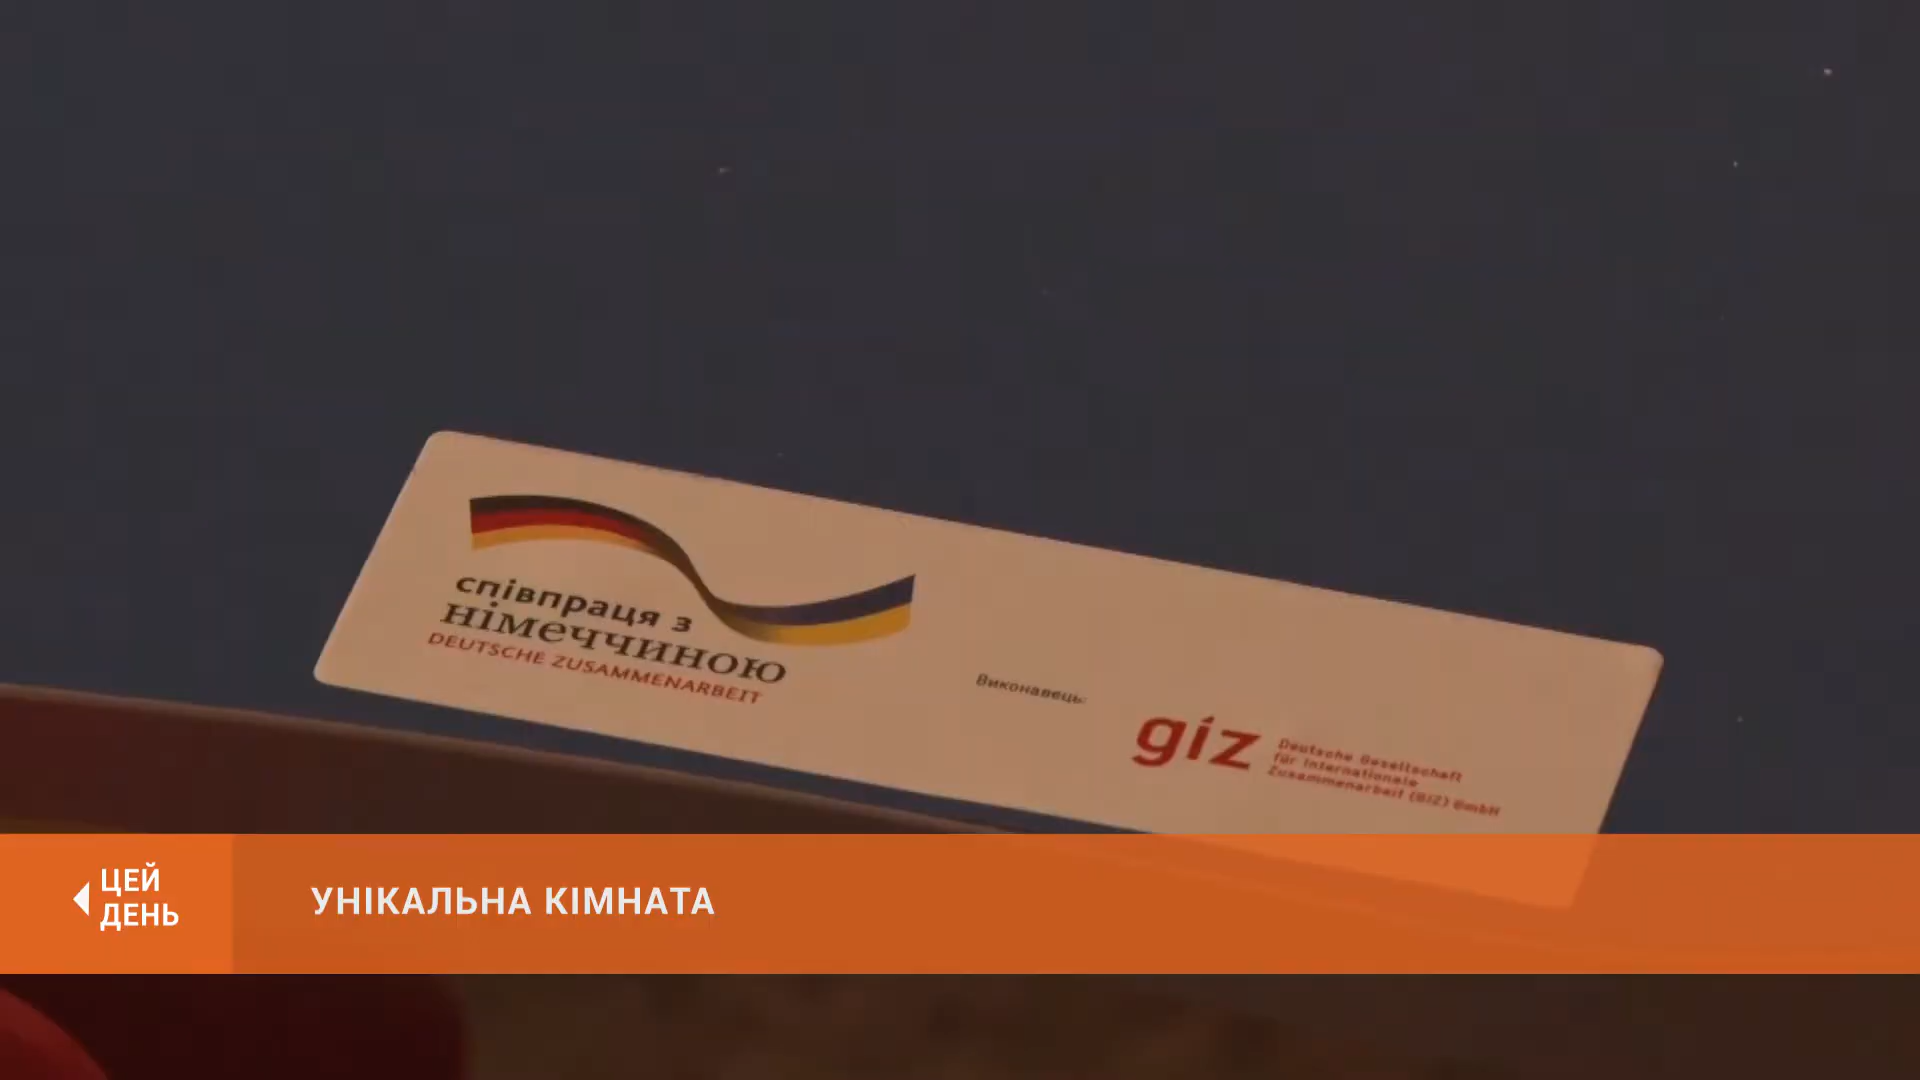 співпраця з
німеччиною
DEUTSCHE ZUSAMMENARBEIT
Виконавець:
giz
Deutsche Gesellschaft
für Internationale
Zusammenarbeit (GIZ) GmbH
ЦЕЙ
ДЕНЬ
УНІКАЛЬНА КІМНАТА